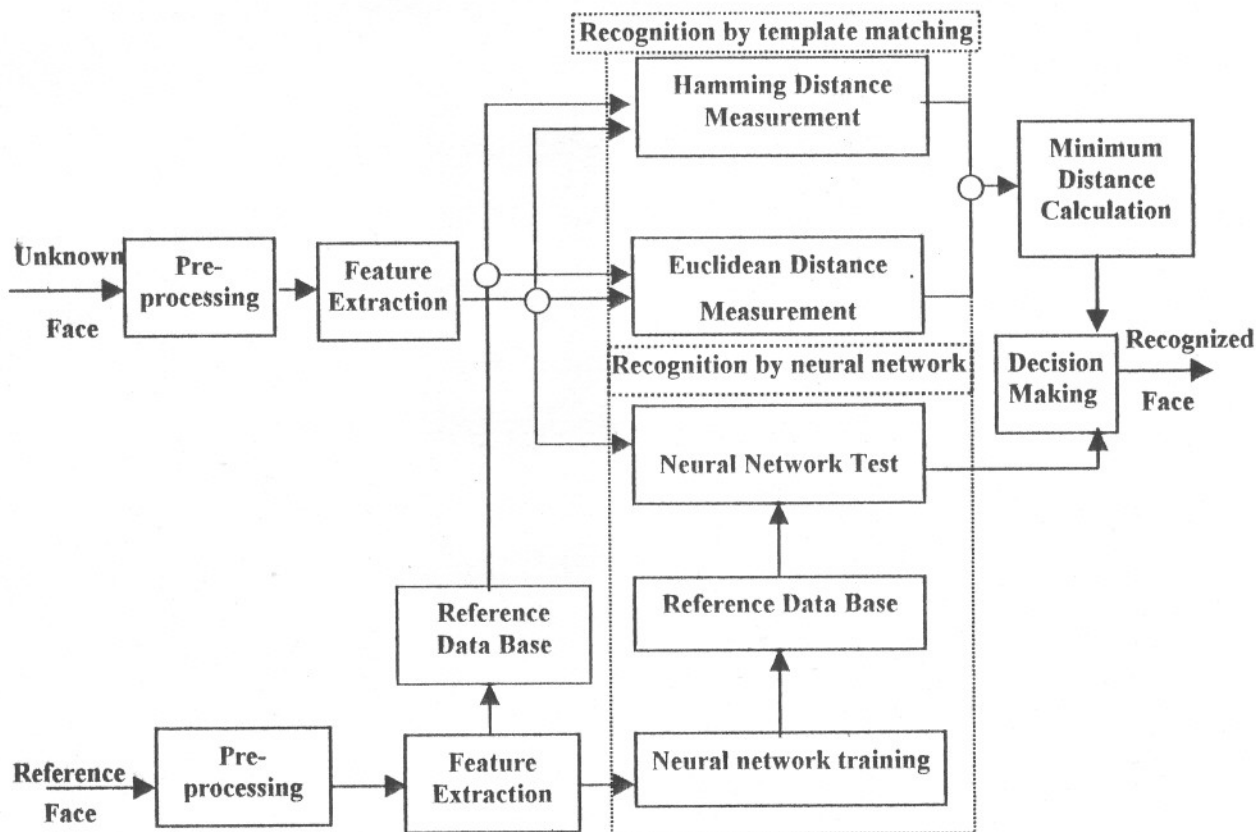 Recognition by template matching
Hamming Distance
Measurement
Minimum
Distance
Calculation
Unknown
Face
Pre-
processing
Feature
Extraction
Euclidean Distance
Measurement
Recognition by neural network
Decision
Making
Recognized
Face
Neural Network Test
Reference
Data Base
Reference Data Base
Reference
Face
Pre-
processing
Feature
Extraction
Neural network training